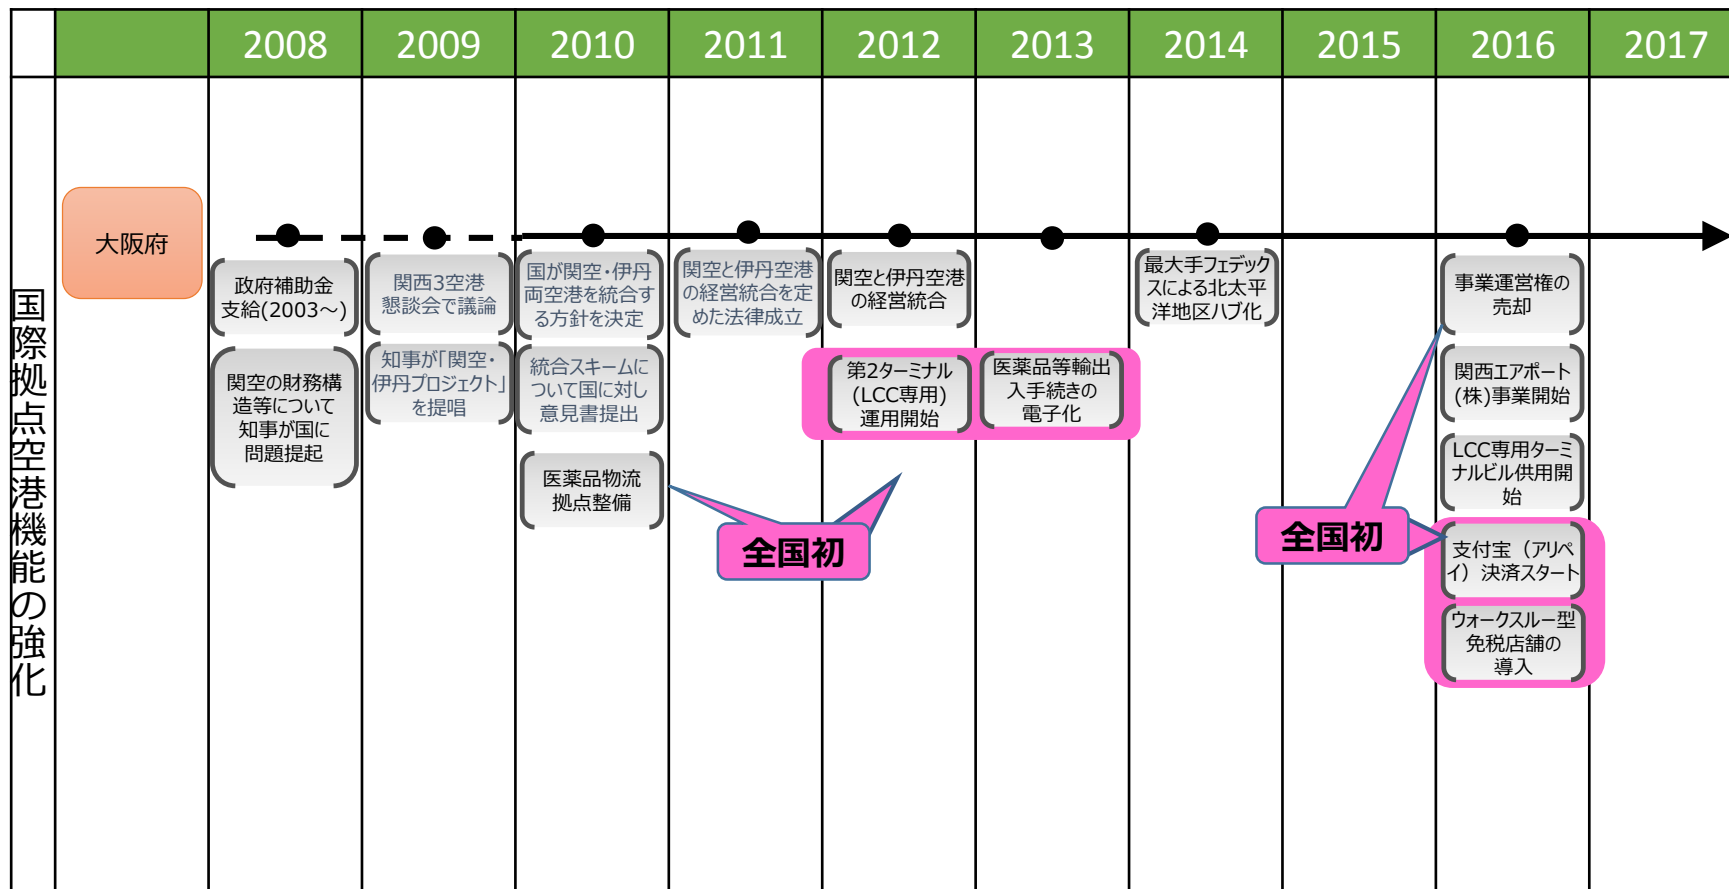 2008
2009
2010
2011
2012
2013
2014
2015
2016
2017
国際拠点空港機能の強化
大阪府
政府補助金
支給(2003～)
関空の財務構
造等について
知事が国に
問題提起
関西3空港
懇談会で議論
知事が「関空・
伊丹プロジェクト」
を提唱
国が関空・伊丹
両空港を統合す
る方針を決定
統合スキームに
ついて国に対し
意見書提出
医薬品物流
拠点整備
関空と伊丹空港
の経営統合を定
めた法律成立
全国初
関空と伊丹空港
の経営統合
第2ターミナル
(LCC専用)
運用開始
医薬品等輸出
入手続きの
電子化
最大手フェデック
スによる北太平
洋地区ハブ化
全国初
事業運営権の
売却
関西エアポート
(株)事業開始
LCC専用ターミ
ナルビル供用開
始
支付宝（アリペ
イ）決済スタート
ウォークスルー型
免税店舗の
導入